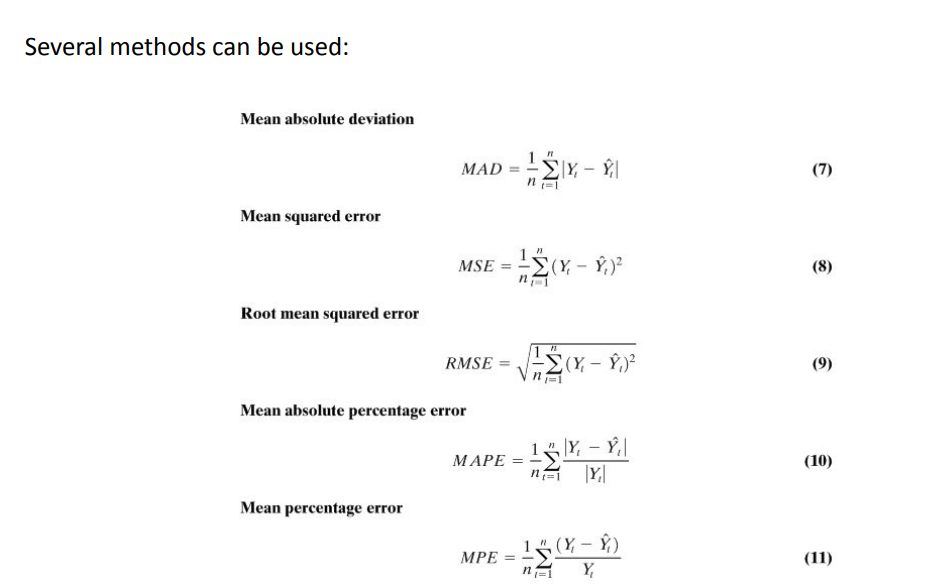 Several methods can be used:
Mean absolute deviation
MAD = \frac{1}{n} \sum_{t=1}^{n} |Y_t - \hat{Y}_t| (7)
Mean squared error
MSE = \frac{1}{n} \sum_{t=1}^{n} (Y_t - \hat{Y}_t)^2 (8)
Root mean squared error
RMSE = \sqrt{\frac{1}{n} \sum_{t=1}^{n} (Y_t - \hat{Y}_t)^2} (9)
Mean absolute percentage error
MAPE = \frac{1}{n} \sum_{t=1}^{n} \frac{|Y_t - \hat{Y}_t|}{|Y_t|} (10)
Mean percentage error
MPE = \frac{1}{n} \sum_{t=1}^{n} \frac{(Y_t - \hat{Y}_t)}{Y_t} (11)